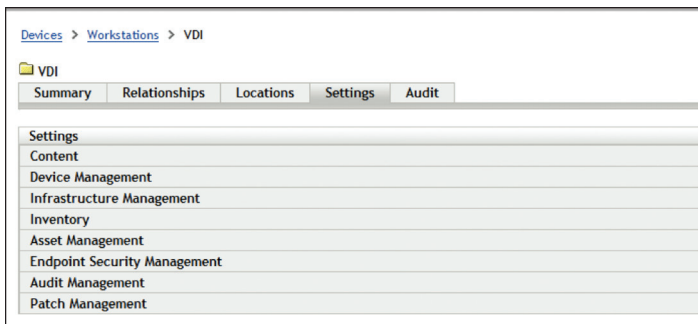 Devices > Workstations > VDI
VDI
Summary Relationships Locations Settings Audit
Settings
Content
Device Management
Infrastructure Management
Inventory
Asset Management
Endpoint Security Management
Audit Management
Patch Management